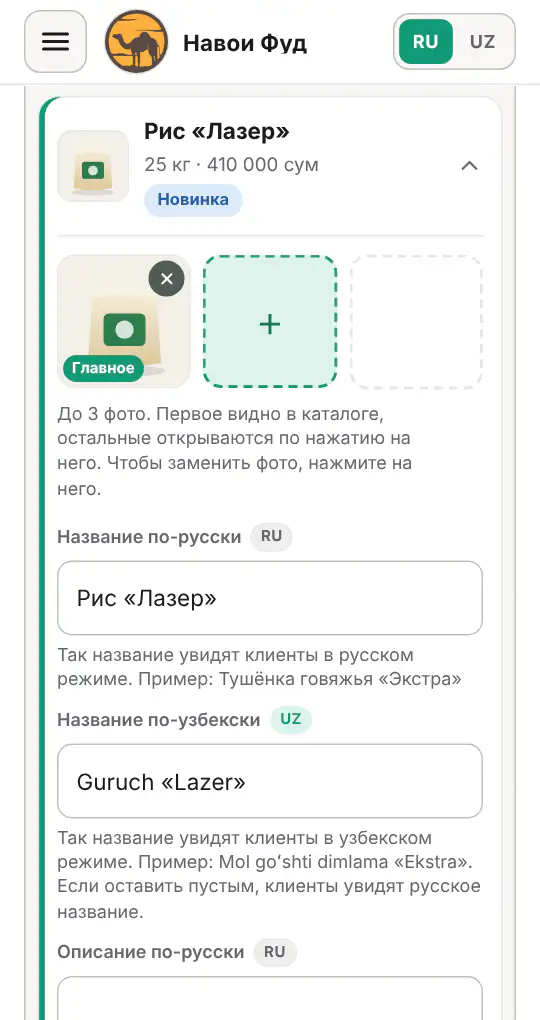 Навои Фуд
RU UZ
Рис «Лазер»
25 кг · 410 000 сум
Новинка
Главное
До 3 фото. Первое видно в каталоге,
остальные открываются по нажатию на
него. Чтобы заменить фото, нажмите на
него.
Название по-русски RU
Рис «Лазер»
Так название увидят клиенты в русском
режиме. Пример: Тушёнка говяжья «Экстра»
Название по-узбекски UZ
Guruch «Lazer»
Так название увидят клиенты в узбекском
режиме. Пример: Mol goʻshti dimlama «Ekstra».
Если оставить пустым, клиенты увидят русское
название.
Описание по-русски RU